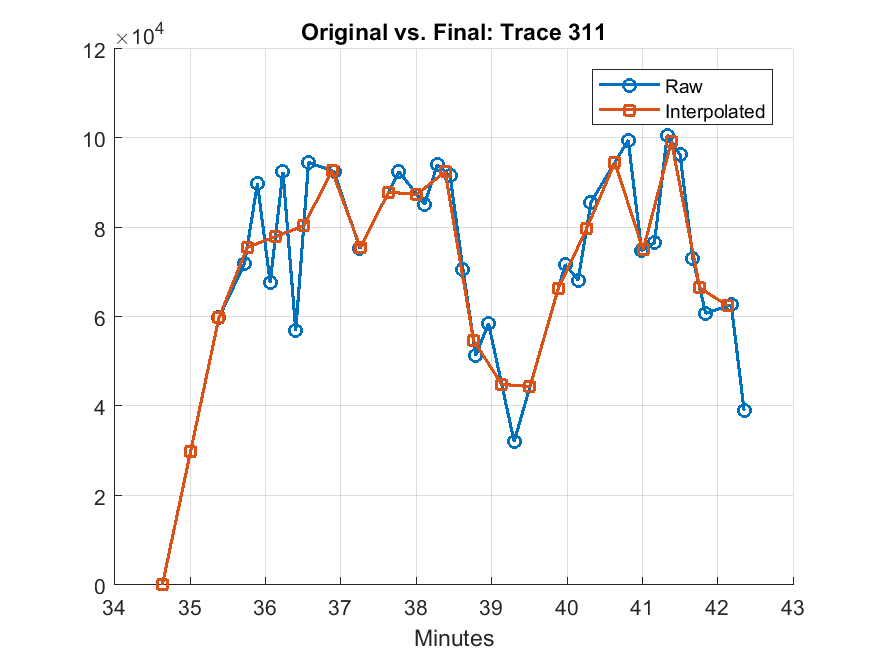 Original vs. Final: Trace 311
×10⁴
Raw
Interpolated
12
10
8
6
4
2
0
34 35 36 37 38 39 40 41 42 43
Minutes